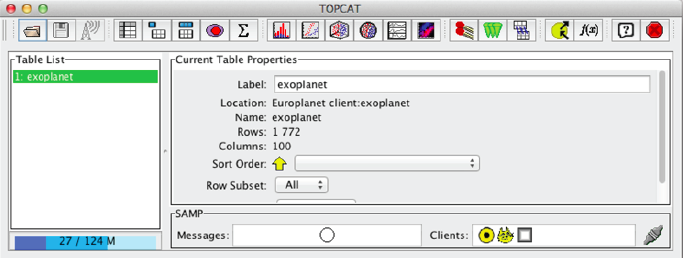 TOPCAT
Σ
f(x)
?
Table List
1: exoplanet
27 / 124 M
Current Table Properties
Label: exoplanet
Location: Europlanet client:exoplanet
Name: exoplanet
Rows: 1 772
Columns: 100
Sort Order:
Row Subset: All
SAMP
Messages:
Clients: